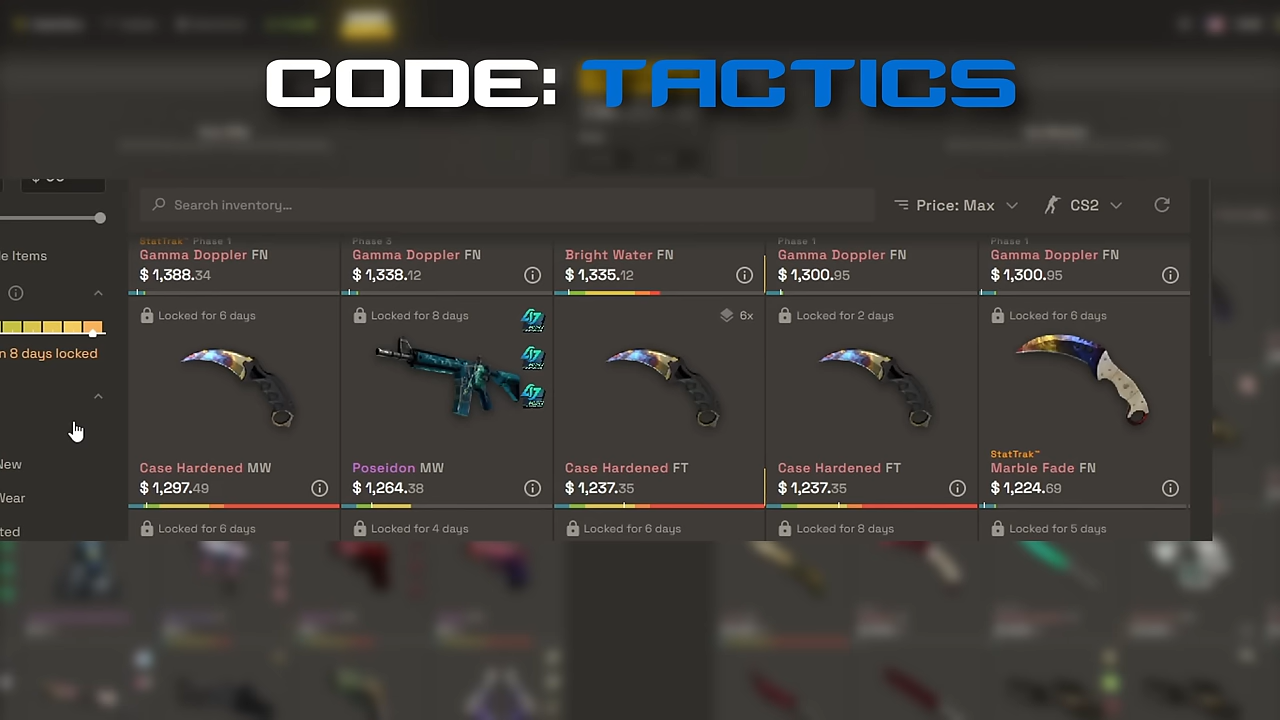 CODE: TACTICS
Search inventory...
Price: Max
CS2
le Items
n 8 days locked
New
Wear
ted
StatTrak™ Phase 1
Gamma Doppler FN
$ 1,388.34
Phase 3
Gamma Doppler FN
$ 1,338.12
Bright Water FN
$ 1,335.12
Phase 1
Gamma Doppler FN
$ 1,300.95
Phase 1
Gamma Doppler FN
$ 1,300.95
Locked for 6 days
Case Hardened MW
$ 1,297.49
Locked for 8 days
Poseidon MW
$ 1,264.38
6x
Case Hardened FT
$ 1,237.35
Locked for 2 days
Case Hardened FT
$ 1,237.35
Locked for 6 days
StatTrak™
Marble Fade FN
$ 1,224.69
Locked for 6 days
Locked for 4 days
Locked for 6 days
Locked for 8 days
Locked for 5 days